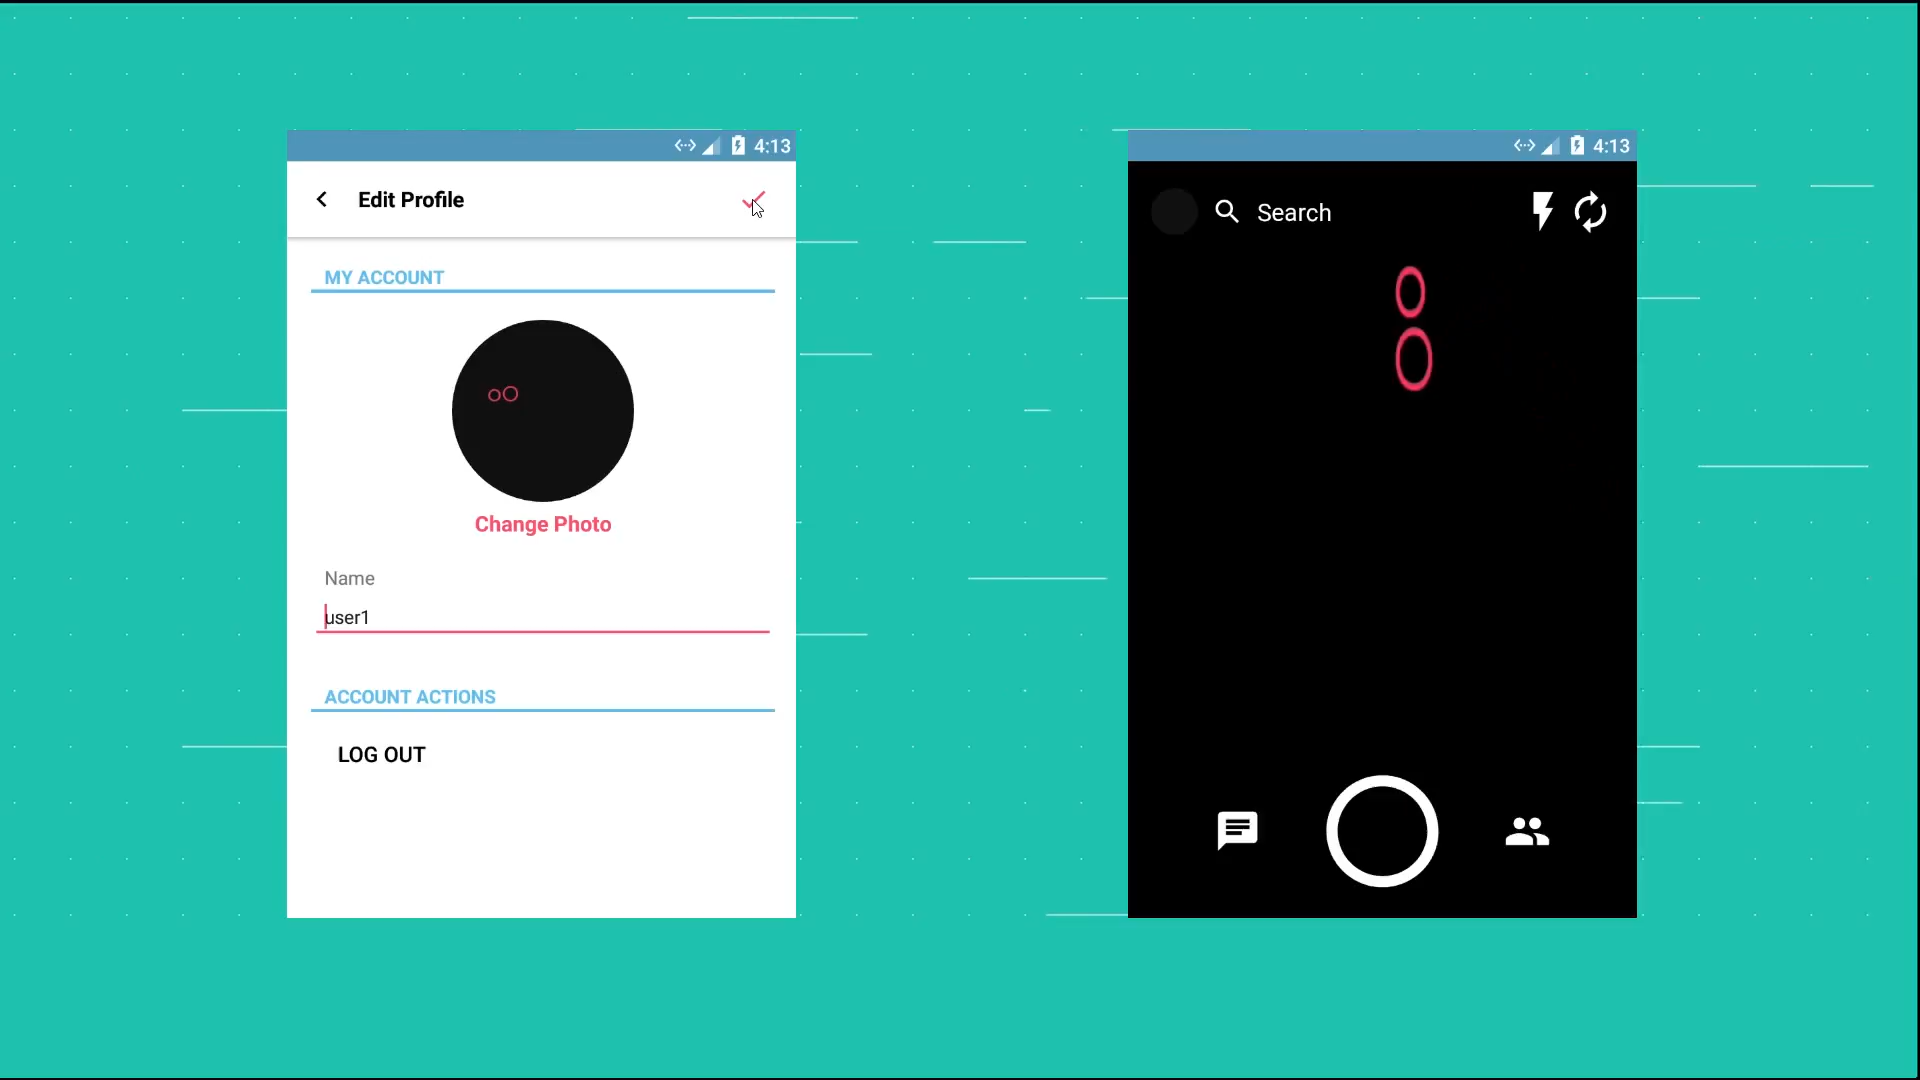 4:13
Edit Profile
MY ACCOUNT
Change Photo
Name
user1
ACCOUNT ACTIONS
LOG OUT
4:13
Search